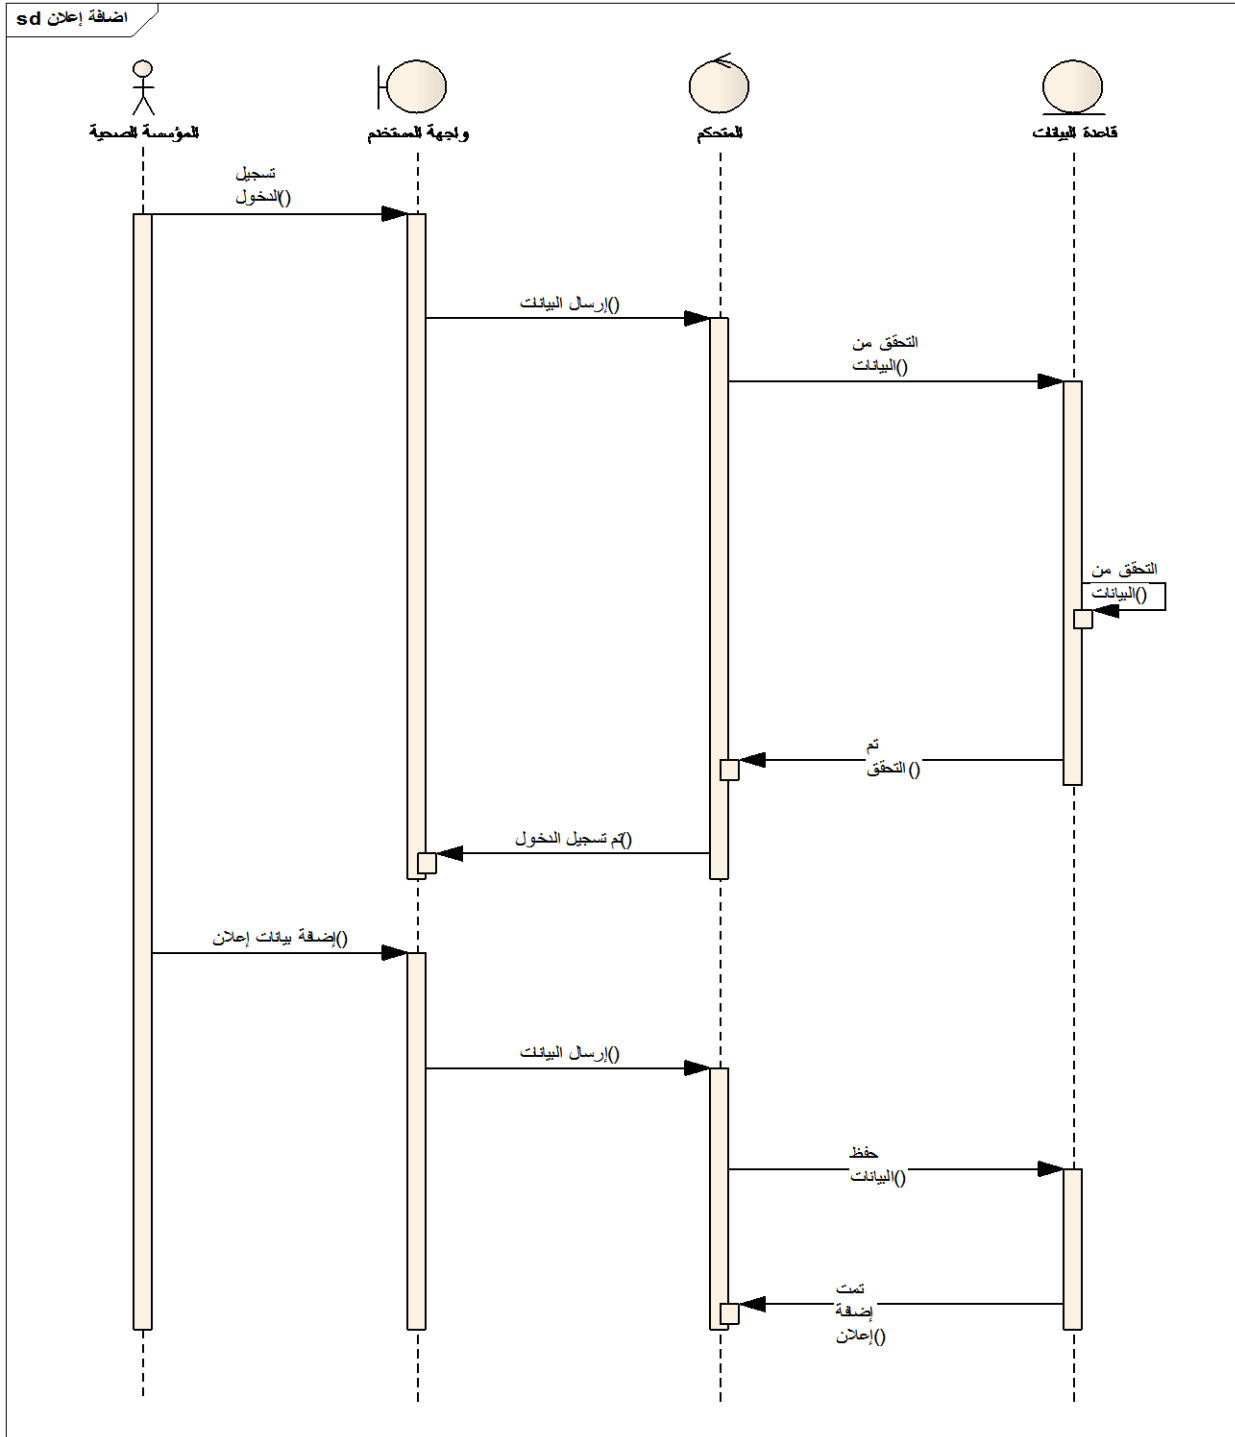 sd اضافة إعلان
المؤسسة الصحية
واجهة المستخدم
المتحكم
قاعدة البيانات
تسجيل
الدخول()
إرسال البيانات()
التحقق من
البيانات()
التحقق من
البيانات()
تم
التحقق()
تم تسجيل الدخول()
إضافة بيانات إعلان()
إرسال البيانات()
حفظ
البيانات()
تمت
إضافة
إعلان()